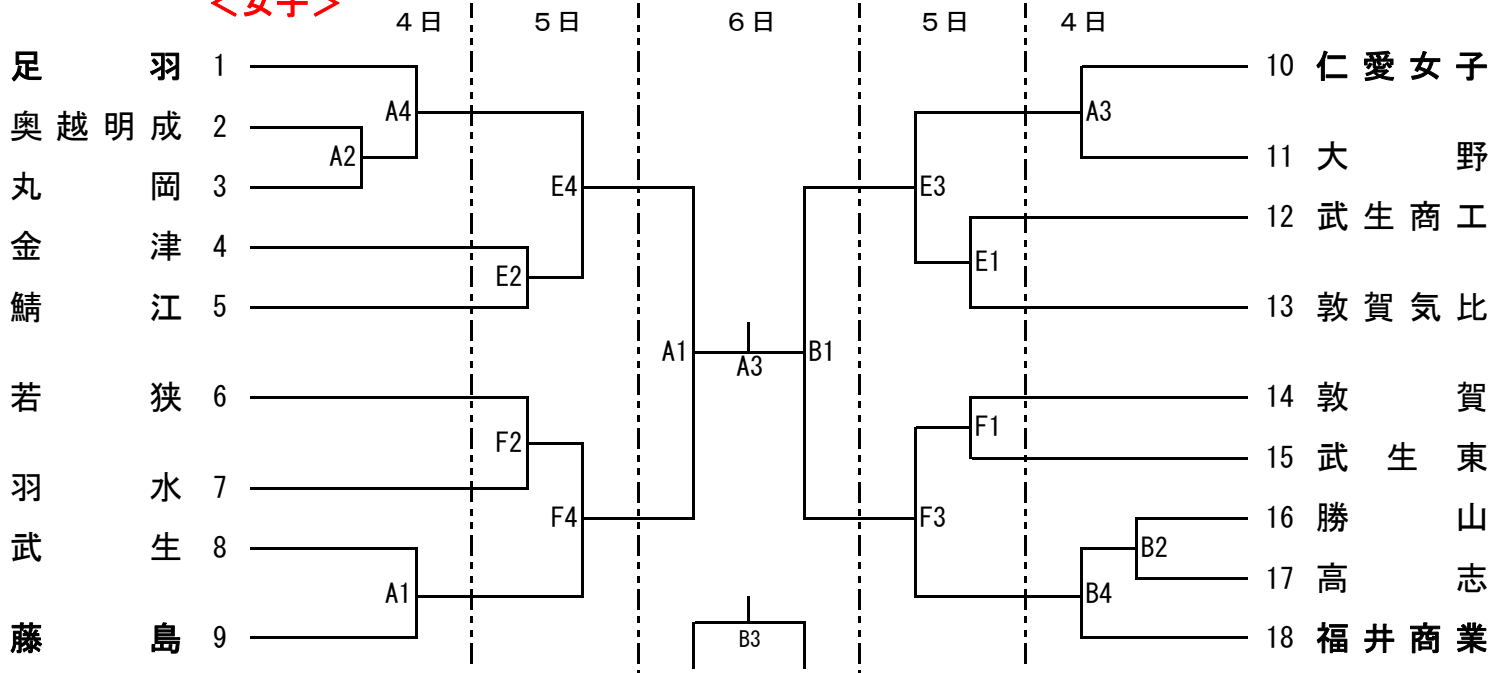 ＜女子＞
４日 ５日 ６日 ５日 ４日
足羽 1
奥越明成 2
丸岡 3
金津 4
鯖江 5
若狭 6
羽水 7
武生 8
藤島 9
A4
A2
E4
E2
A1
F2
F4
A1
A3
B3
B1
A3
E3
E1
F1
F3
B2
B4
10 仁愛女子
11 大野
12 武生商工
13 敦賀気比
14 敦賀
15 武生東
16 勝山
17 高志
18 福井商業